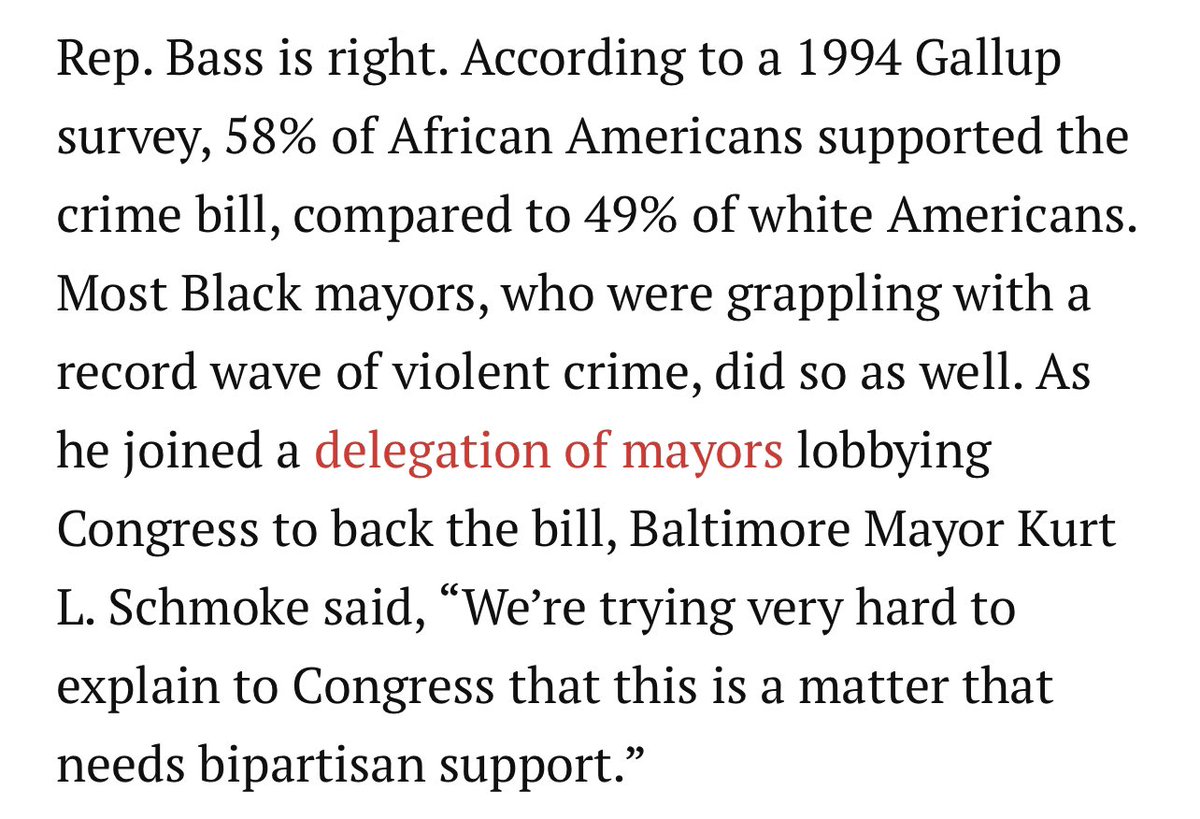 Rep. Bass is right. According to a 1994 Gallup
survey, 58% of African Americans supported the
crime bill, compared to 49% of white Americans.
Most Black mayors, who were grappling with a
record wave of violent crime, did so as well. As
he joined a delegation of mayors lobbying
Congress to back the bill, Baltimore Mayor Kurt
L. Schmoke said, “We’re trying very hard to
explain to Congress that this is a matter that
needs bipartisan support.”